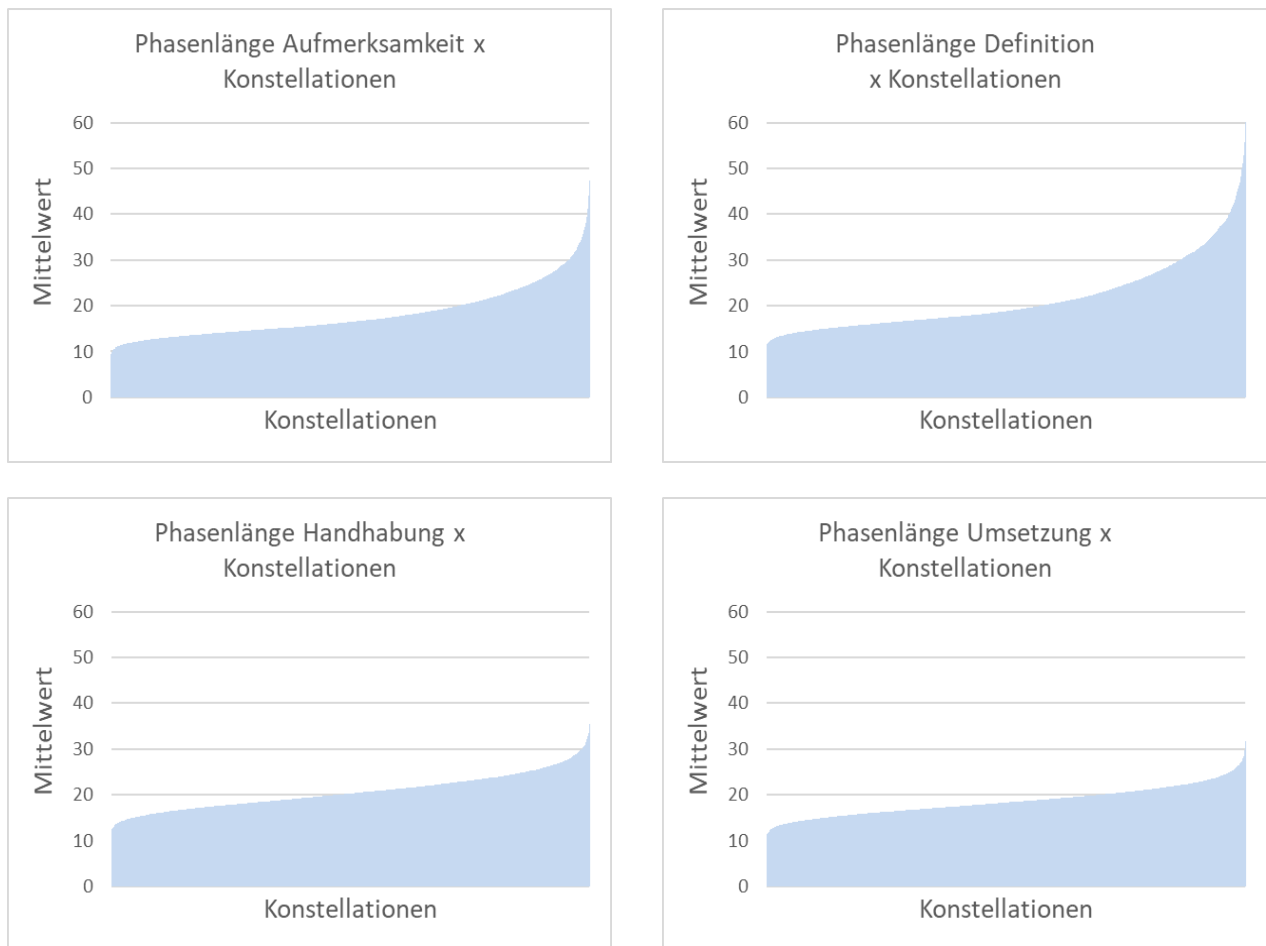 Phasenlänge Aufmerksamkeit x
Konstellationen
60
50
40
30
20
10
0
Mittelwert
Konstellationen
Phasenlänge Definition
x Konstellationen
60
50
40
30
20
10
0
Mittelwert
Konstellationen
Phasenlänge Handhabung x
Konstellationen
60
50
40
30
20
10
0
Mittelwert
Konstellationen
Phasenlänge Umsetzung x
Konstellationen
60
50
40
30
20
10
0
Mittelwert
Konstellationen